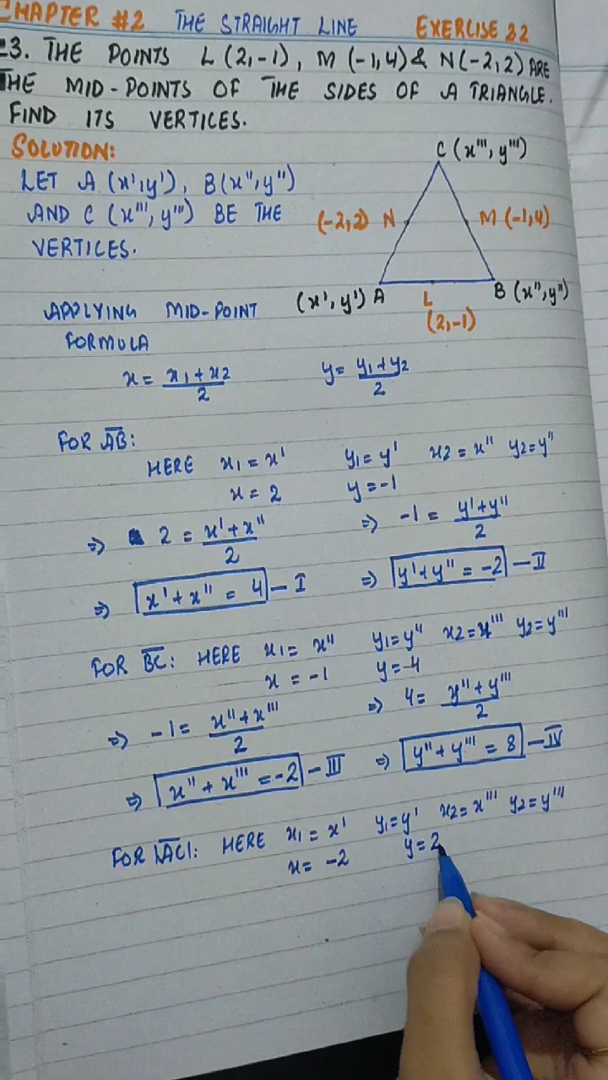 CHAPTER #2 THE STRAIGHT LINE EXERCISE 2.2
3. THE POINTS L (2,-1), M (-1,4) & N(-2,2) ARE
THE MID-POINTS OF THE SIDES OF A TRIANGLE.
FIND ITS VERTICES.
SOLUTION:
LET A (x',y'), B(x",y")
AND C (x''',y''') BE THE
VERTICES.
C (x''',y''')
(-2,2) N
M (-1,4)
(x',y') A
L
B (x",y")
(2,-1)
APPLYING MID-POINT
FORMULA
x = x1+x2/2 y = y1+y2/2
FOR AB:
HERE x1 = x' y1 = y' x2 = x" y2 = y"
x = 2 y = -1
=> 2 = x'+x"/2 => -1 = y'+y"/2
=> x'+x" = 4 - I => y'+y" = -2 - II
FOR BC: HERE x1 = x" y1 = y" x2 = x''' y2 = y'''
x = -1 y = 4
=> -1 = x"+x'''/2 => 4 = y"+y'''/2
=> x"+x''' = -2 - III => y"+y''' = 8 - IV
FOR |AC|: HERE x1 = x' y1 = y' x2 = x''' y2 = y'''
x = -2 y = 2